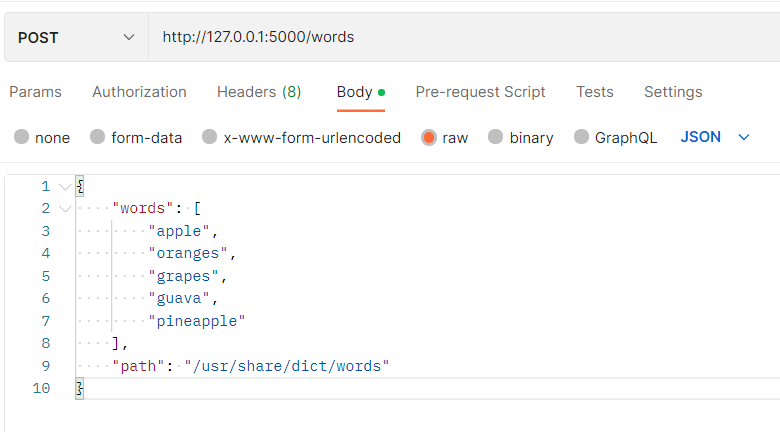 POST http://127.0.0.1:5000/words
Params Authorization Headers (8) Body Pre-request Script Tests Settings
none form-data x-www-form-urlencoded raw binary GraphQL JSON
1 {
2 "words": [
3 "apple",
4 "oranges",
5 "grapes",
6 "guava",
7 "pineapple"
8 ],
9 "path": "/usr/share/dict/words"
10 }